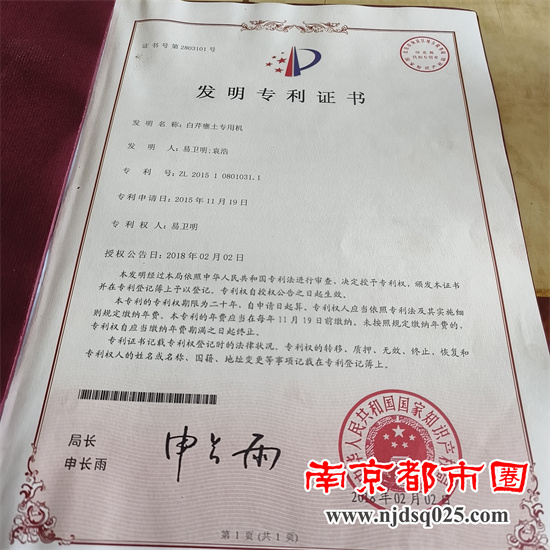 证书号第2803101号
发明专利证书
发明名称:白芹壅土专用机
发明人:易卫明;袁浩
专利号:ZL 2015 1 0801031.1
专利申请日:2015年11月19日
专利权人:易卫明
授权公告日:2018年02月02日
本发明经过本局依照中华人民共和国专利法进行审查,决定授予专利权,颁发本证书
并在专利登记簿上予以登记。专利权自授权公告之日起生效。
本专利的专利权期限为二十年,自申请日起算。专利权人应当依照专利法及其实施细
则规定缴纳年费。本专利的年费应当在每年11月19日前缴纳。未按照规定缴纳年费的,
专利权自应当缴纳年费期满之日起终止。
专利证书记载专利权登记时的法律状况。专利权的转移、质押、无效、终止、恢复和
专利权人的姓名或名称、国籍、地址变更等事项记载在专利登记簿上。
局长
申长雨
申长雨
中华人民共和国国家知识产权局
2018年02月02日
南京都市圈
www.njdsq025.com
第1页(共1页)